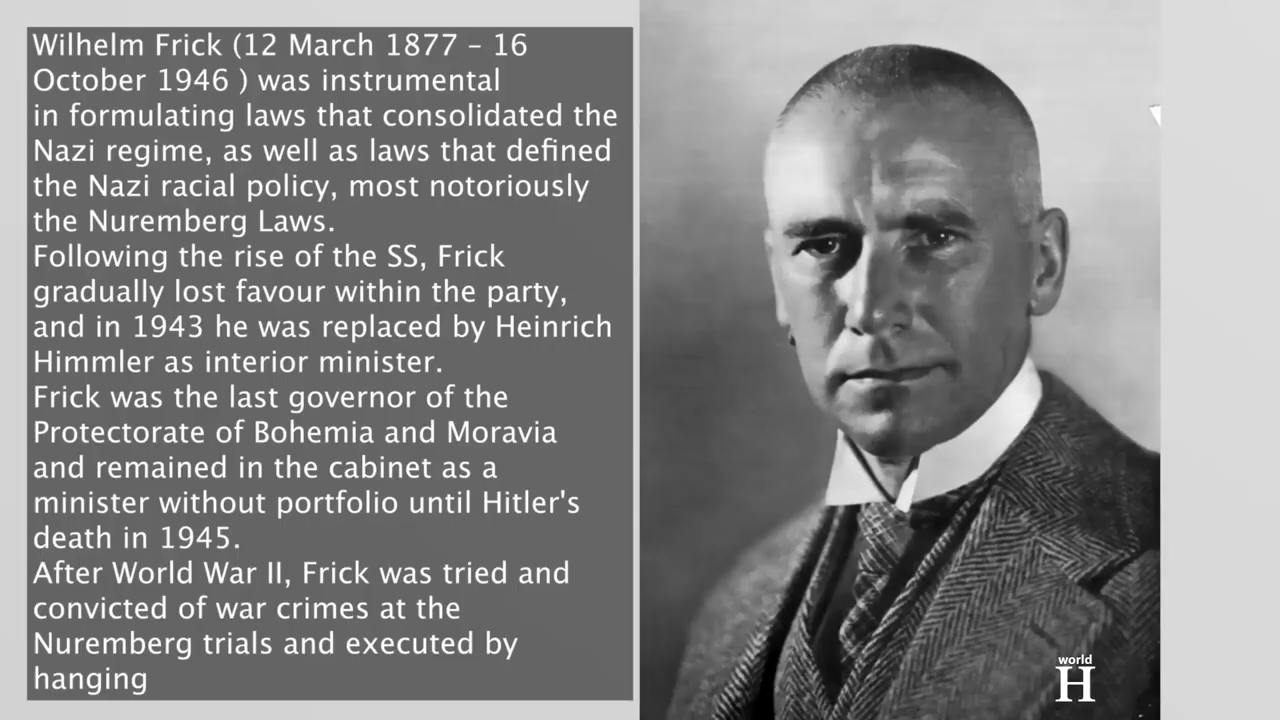 Wilhelm Frick (12 March 1877 – 16
October 1946 ) was instrumental
in formulating laws that consolidated the
Nazi regime, as well as laws that defined
the Nazi racial policy, most notoriously
the Nuremberg Laws.
Following the rise of the SS, Frick
gradually lost favour within the party,
and in 1943 he was replaced by Heinrich
Himmler as interior minister.
Frick was the last governor of the
Protectorate of Bohemia and Moravia
and remained in the cabinet as a
minister without portfolio until Hitler's
death in 1945.
After World War II, Frick was tried and
convicted of war crimes at the
Nuremberg trials and executed by
hanging
world
H